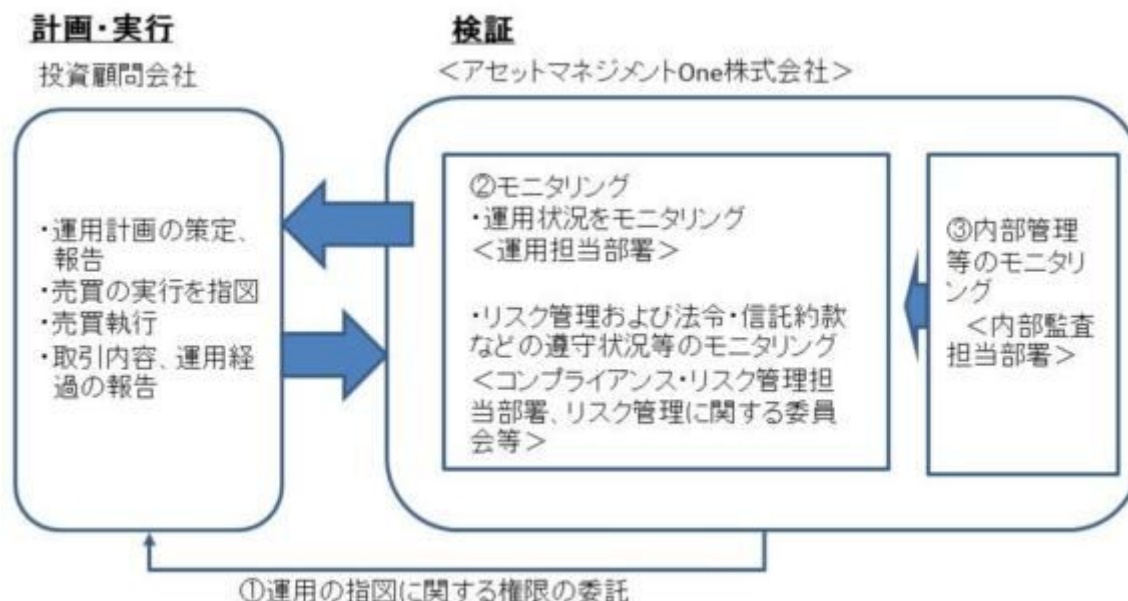 計画・実行
投資顧問会社
・運用計画の策定、
報告
・売買の実行を指図
・売買執行
・取引内容、運用経
過の報告
検証
＜アセットマネジメントOne株式会社＞
②モニタリング
・運用状況をモニタリング
＜運用担当部署＞
・リスク管理および法令・信託約款
などの遵守状況等のモニタリング
＜コンプライアンス・リスク管理担
当部署、リスク管理に関する委員
会等＞
③内部管理
等のモニタリ
ング
＜内部監査
担当部署＞
①運用の指図に関する権限の委託